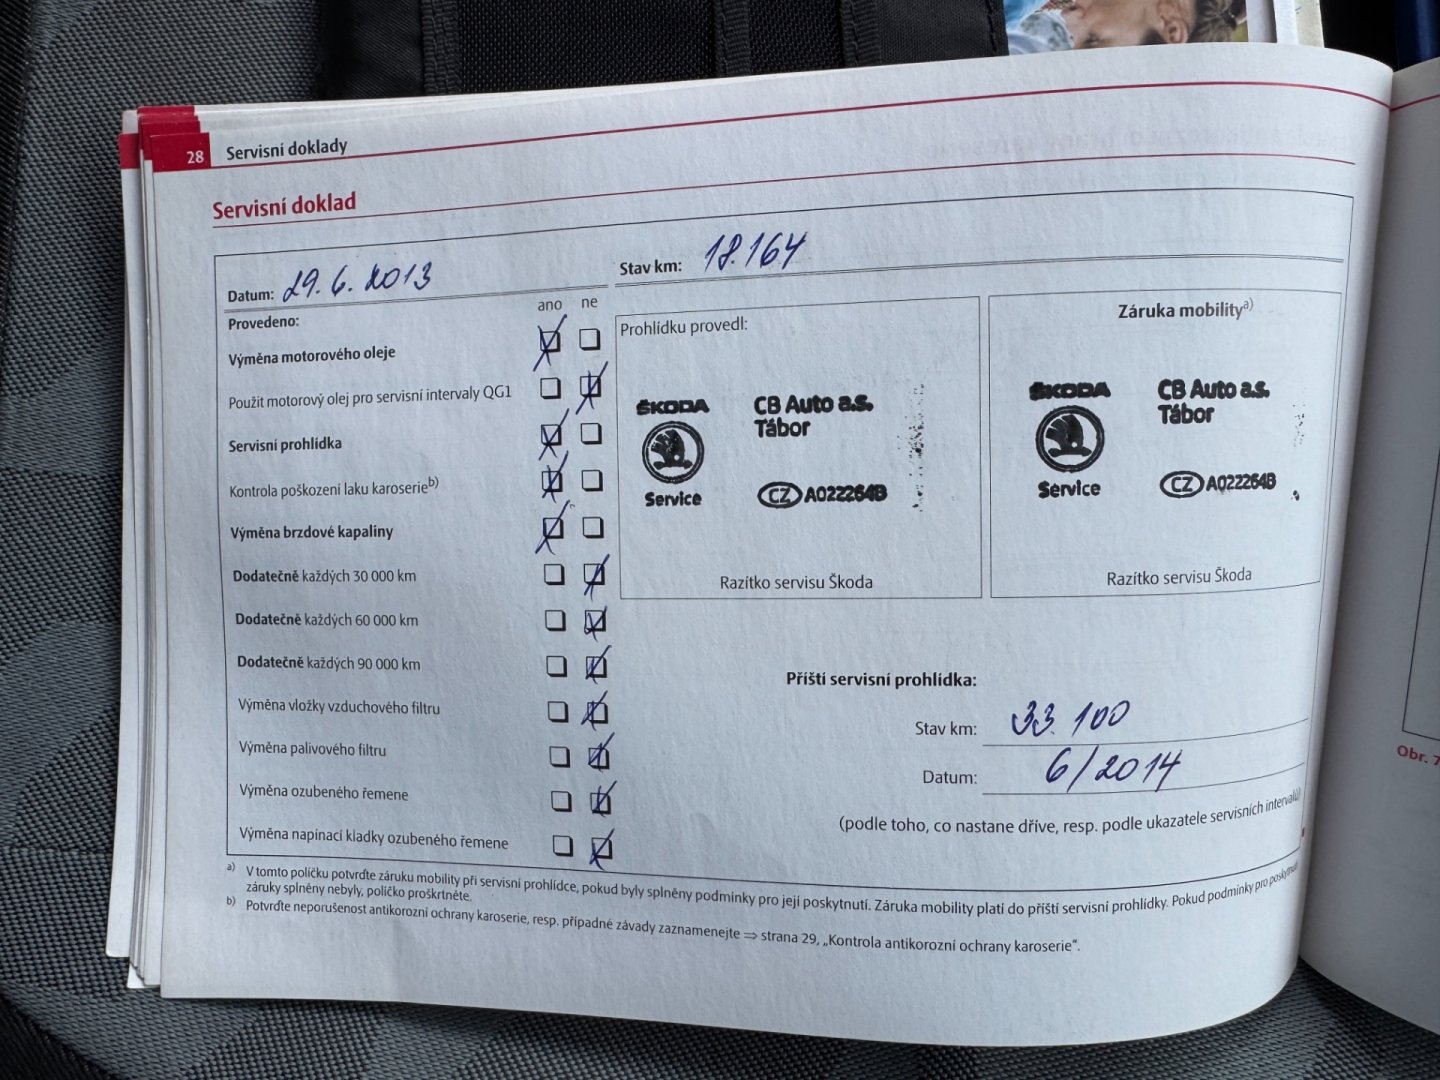 28 Servisní doklady
Servisní doklad
Datum: 29. 6. 2013
Stav km: 18.164
ano ne
Provedeno:
Výměna motorového oleje
Použit motorový olej pro servisní intervaly QG1
Servisní prohlídka
Kontrola poškození laku karoserie b)
Výměna brzdové kapaliny
Dodatečně každých 30 000 km
Dodatečně každých 60 000 km
Dodatečně každých 90 000 km
Výměna vložky vzduchového filtru
Výměna palivového filtru
Výměna ozubeného řemene
Výměna napínací kladky ozubeného řemene
Prohlídku provedl:
ŠKODA
Service
CB Auto a.s.
Tábor
CZ A022264B
Razítko servisu Škoda
Záruka mobility a)
ŠKODA
Service
CB Auto a.s.
Tábor
CZ A022264B
Razítko servisu Škoda
Příští servisní prohlídka:
Stav km: 33 100
Datum: 6/2014
(podle toho, co nastane dříve, resp. podle ukazatele servisních intervalů)
a) V tomto políčku potvrďte záruku mobility při servisní prohlídce, pokud byly splněny podmínky pro její poskytnutí. Záruka mobility platí do příští servisní prohlídky. Pokud podmínky pro poskytnutí
záruky splněny nebyly, políčko proškrtněte.
b) Potvrďte neporušenost antikorozní ochrany karoserie, resp. případné závady zaznamenejte ⇒ strana 29, „Kontrola antikorozní ochrany karoserie“.
Obr. 7